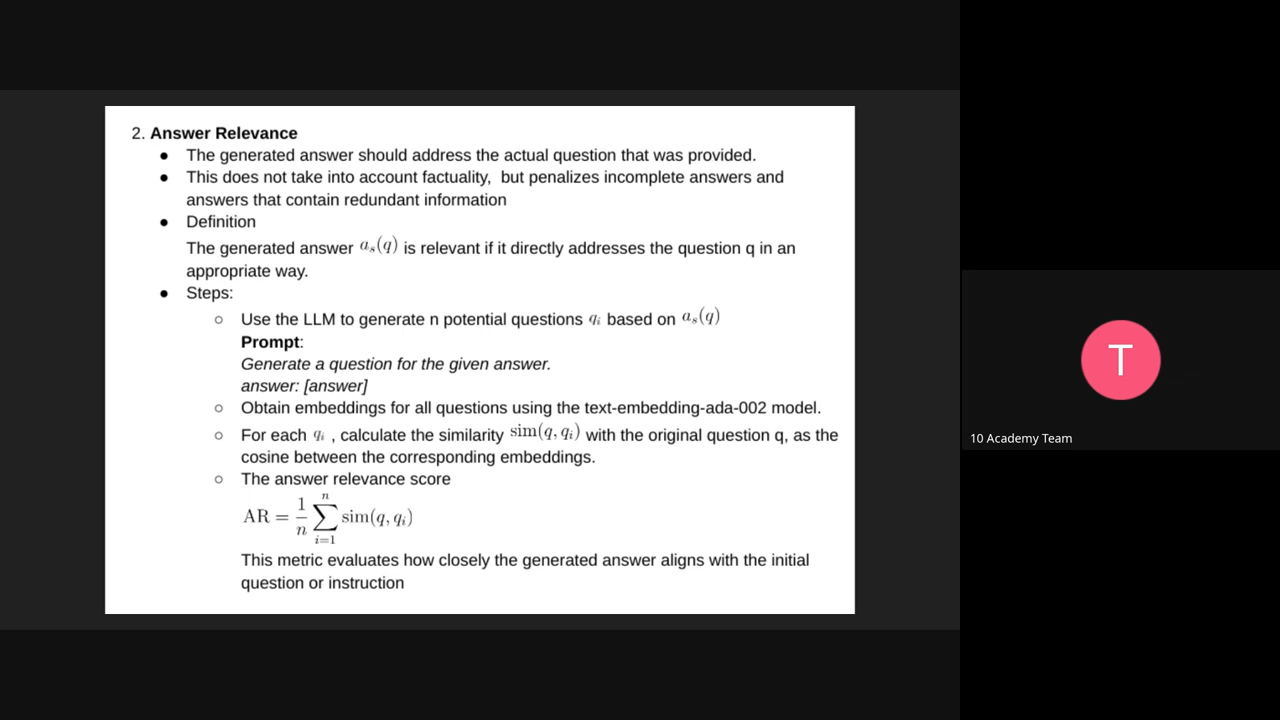 2. Answer Relevance
● The generated answer should address the actual question that was provided.
● This does not take into account factuality,  but penalizes incomplete answers and
answers that contain redundant information
● Definition
The generated answer aₛ(q) is relevant if it directly addresses the question q in an
appropriate way.
● Steps:
○ Use the LLM to generate n potential questions qᵢ based on aₛ(q)
Prompt:
Generate a question for the given answer.
answer: [answer]
○ Obtain embeddings for all questions using the text-embedding-ada-002 model.
○ For each qᵢ , calculate the similarity sim(q, qᵢ) with the original question q, as the
cosine between the corresponding embeddings.
○ The answer relevance score
AR = 1/n ∑ i=1 n sim(q, qᵢ)
This metric evaluates how closely the generated answer aligns with the initial
question or instruction
T
10 Academy Team